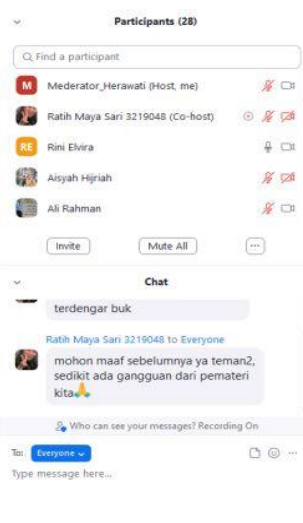 Participants (28)
Find a participant
M Mederator_Herawati (Host, me)
Ratih Maya Sari 3219048 (Co-host)
RE Rini Elvira
Aisyah Hijriah
Ali Rahman
Invite Mute All ...
Chat
terdengar buk
Ratih Maya Sari 3219048 to Everyone
mohon maaf sebelumnya ya teman2,
sedikit ada gangguan dari pemateri
kita🙏
Who can see your messages? Recording On
To: Everyone
Type message here...